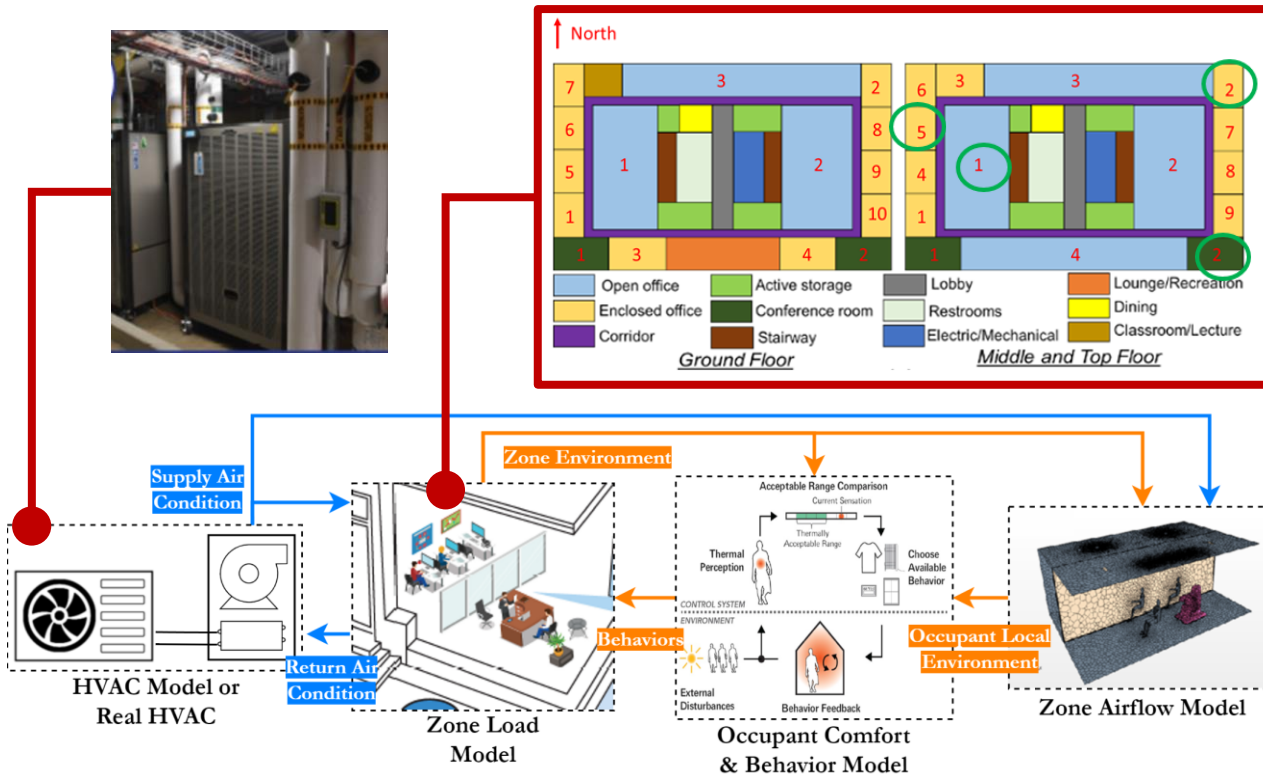 North
7
3
2
6
8
1
2
5
9
1
10
1
3
4
2
6
3
3
2
5
7
1
2
4
8
1
9
1
4
2
Open office
Active storage
Lobby
Lounge/Recreation
Enclosed office
Conference room
Restrooms
Dining
Corridor
Stairway
Electric/Mechanical
Classroom/Lecture
Ground Floor
Middle and Top Floor
Supply Air
Condition
Zone Environment
Acceptable Range Comparison
Current Sensation
Thermally
Acceptable Range
Thermal
Perception
Choose
Available
Behavior
CONTROL SYSTEM
ENVIRONMENT
Behaviors
External
Disturbances
Behavior Feedback
Occupant Local
Environment
Return Air
Condition
HVAC Model or
Real HVAC
Zone Load
Model
Occupant Comfort
& Behavior Model
Zone Airflow Model